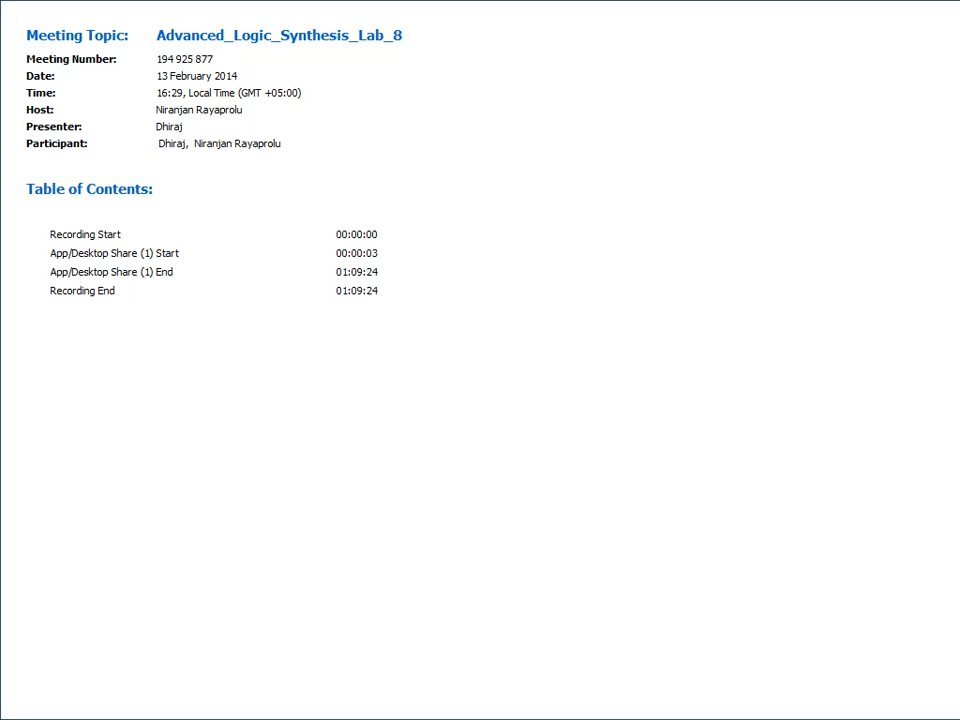 Meeting Topic: Advanced_Logic_Synthesis_Lab_8
Meeting Number: 194 925 877
Date: 13 February 2014
Time: 16:29, Local Time (GMT +05:00)
Host: Niranjan Rayaprolu
Presenter: Dhiraj
Participant: Dhiraj, Niranjan Rayaprolu
Table of Contents:
Recording Start 00:00:00
App/Desktop Share (1) Start 00:00:03
App/Desktop Share (1) End 01:09:24
Recording End 01:09:24